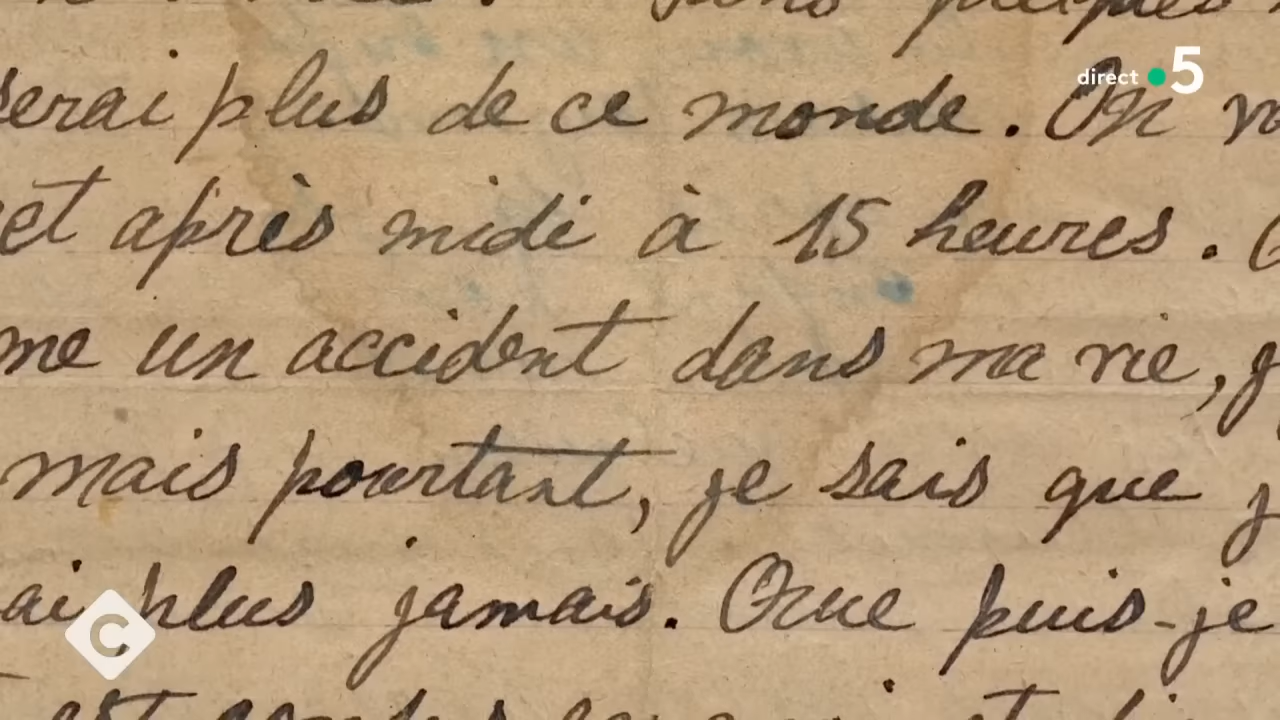 direct 5
serai plus de ce monde. On
cet après midi à 15 heures.
me un accident dans ma vie,
mais pourtant, je sais que
ai plus jamais. Que puis-je
C